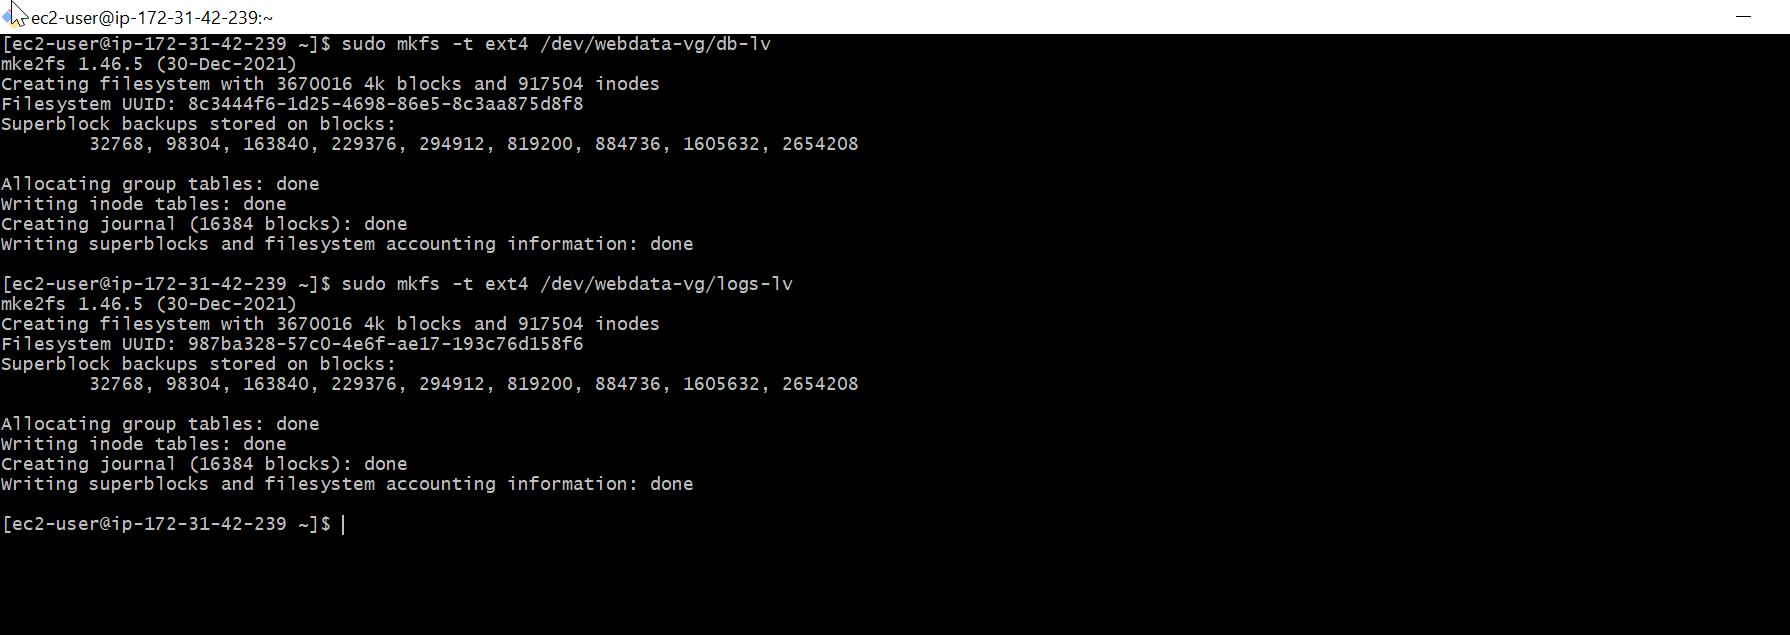 ec2-user@ip-172-31-42-239:~
[ec2-user@ip-172-31-42-239 ~]$ sudo mkfs -t ext4 /dev/webdata-vg/db-lv
mke2fs 1.46.5 (30-Dec-2021)
Creating filesystem with 3670016 4k blocks and 917504 inodes
Filesystem UUID: 8c3444f6-1d25-4698-86e5-8c3aa875d8f8
Superblock backups stored on blocks:
32768, 98304, 163840, 229376, 294912, 819200, 884736, 1605632, 2654208
Allocating group tables: done
Writing inode tables: done
Creating journal (16384 blocks): done
Writing superblocks and filesystem accounting information: done
[ec2-user@ip-172-31-42-239 ~]$ sudo mkfs -t ext4 /dev/webdata-vg/logs-lv
mke2fs 1.46.5 (30-Dec-2021)
Creating filesystem with 3670016 4k blocks and 917504 inodes
Filesystem UUID: 987ba328-57c0-4e6f-ae17-193c76d158f6
Superblock backups stored on blocks:
32768, 98304, 163840, 229376, 294912, 819200, 884736, 1605632, 2654208
Allocating group tables: done
Writing inode tables: done
Creating journal (16384 blocks): done
Writing superblocks and filesystem accounting information: done
[ec2-user@ip-172-31-42-239 ~]$